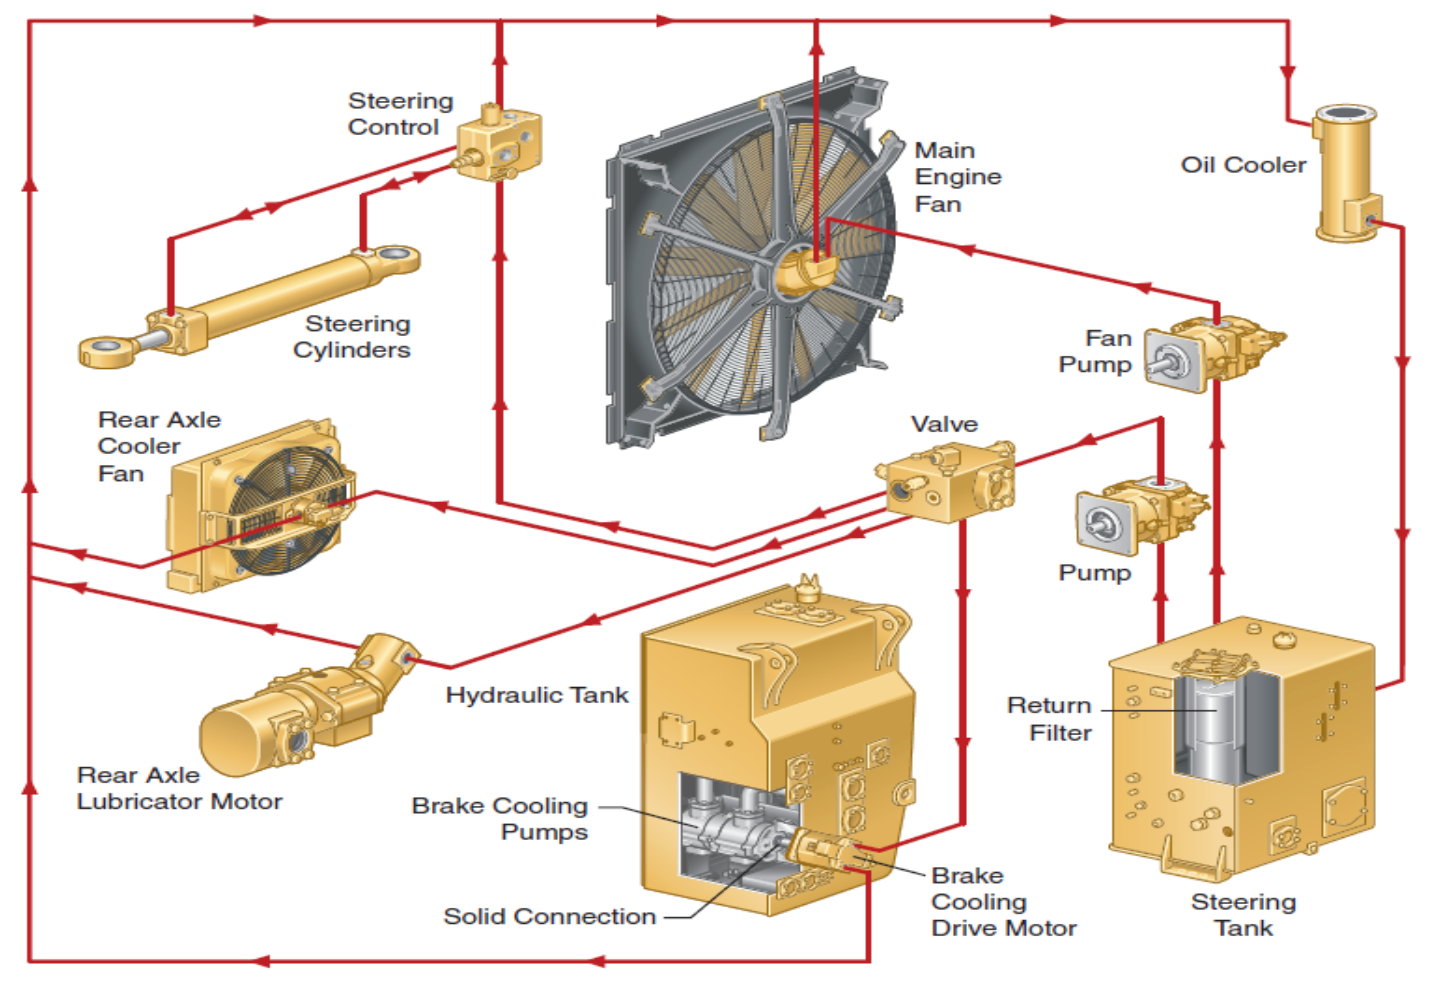 Steering
Control
Main
Engine
Fan
Oil Cooler
Steering
Cylinders
Fan
Pump
Rear Axle
Cooler
Fan
Valve
Pump
Hydraulic Tank
Return
Filter
Rear Axle
Lubricator Motor
Brake Cooling
Pumps
Solid Connection
Brake
Cooling
Drive Motor
Steering
Tank